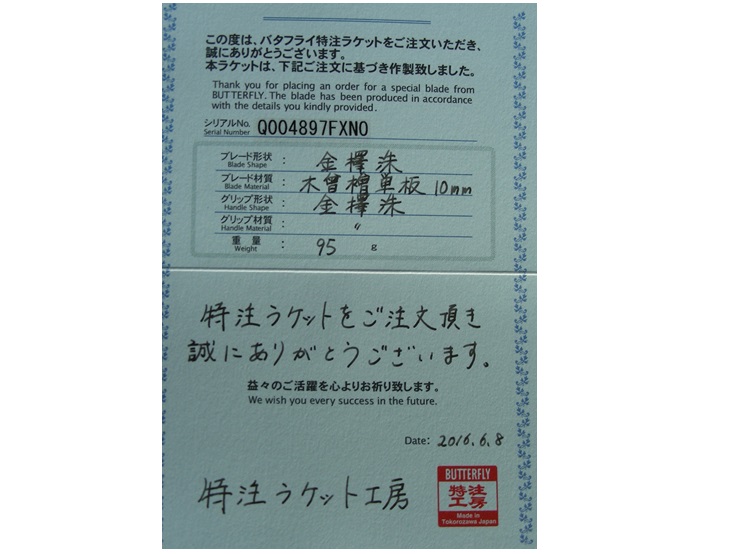 この度は、バタフライ特注ラケットをご注文いただき、
誠にありがとうございます。
本ラケットは、下記ご注文に基づき作製致しました。
Thank you for placing an order for a special blade from
BUTTERFLY. The blade has been produced in accordance
with the details you kindly provided.
シリアルNo.
Serial Number
Q004897FXN0
ブレード形状
Blade Shape
: 金擇洙
ブレード材質
Blade Material
: 木曾檜単板 10mm
グリップ形状
Handle Shape
: 金擇洙
グリップ材質
Handle Material
: 〃
重量
Weight
: 95 g
特注ラケットをご注文頂き
誠にありがとうございます。
益々のご活躍を心よりお祈り致します。
We wish you every success in the future.
Date: 2016.6.8
特注ラケット工房
BUTTERFLY
特注
工房
Made in
Tokorozawa Japan